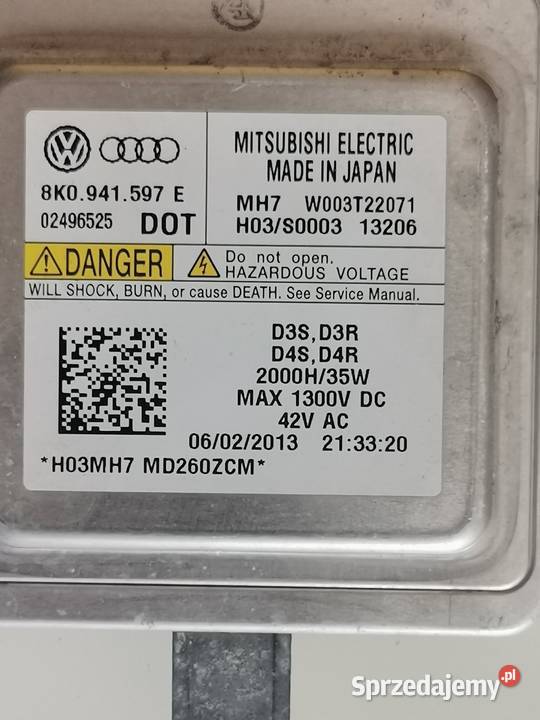 8K0.941.597 E
02496525 DOT
MITSUBISHI ELECTRIC
MADE IN JAPAN
MH7 W003T22071
H03/S0003 13206
DANGER
Do not open.
HAZARDOUS VOLTAGE
WILL SHOCK, BURN, or cause DEATH. See Service Manual.
D3S,D3R
D4S,D4R
2000H/35W
MAX 1300V DC
42V AC
06/02/2013 21:33:20
*H03MH7 MD260ZCM*
Sprzedajemy.pl